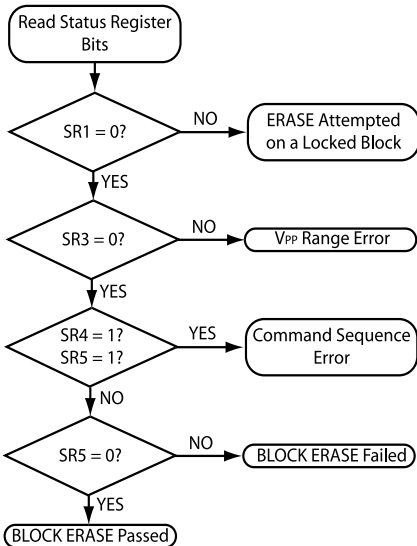 Read Status Register
Bits
SR1 = 0?
NO
ERASE Attempted
on a Locked Block
YES
SR3 = 0?
NO
VPP Range Error
YES
SR4 = 1?
SR5 = 1?
YES
Command Sequence
Error
NO
SR5 = 0?
NO
BLOCK ERASE Failed
YES
BLOCK ERASE Passed